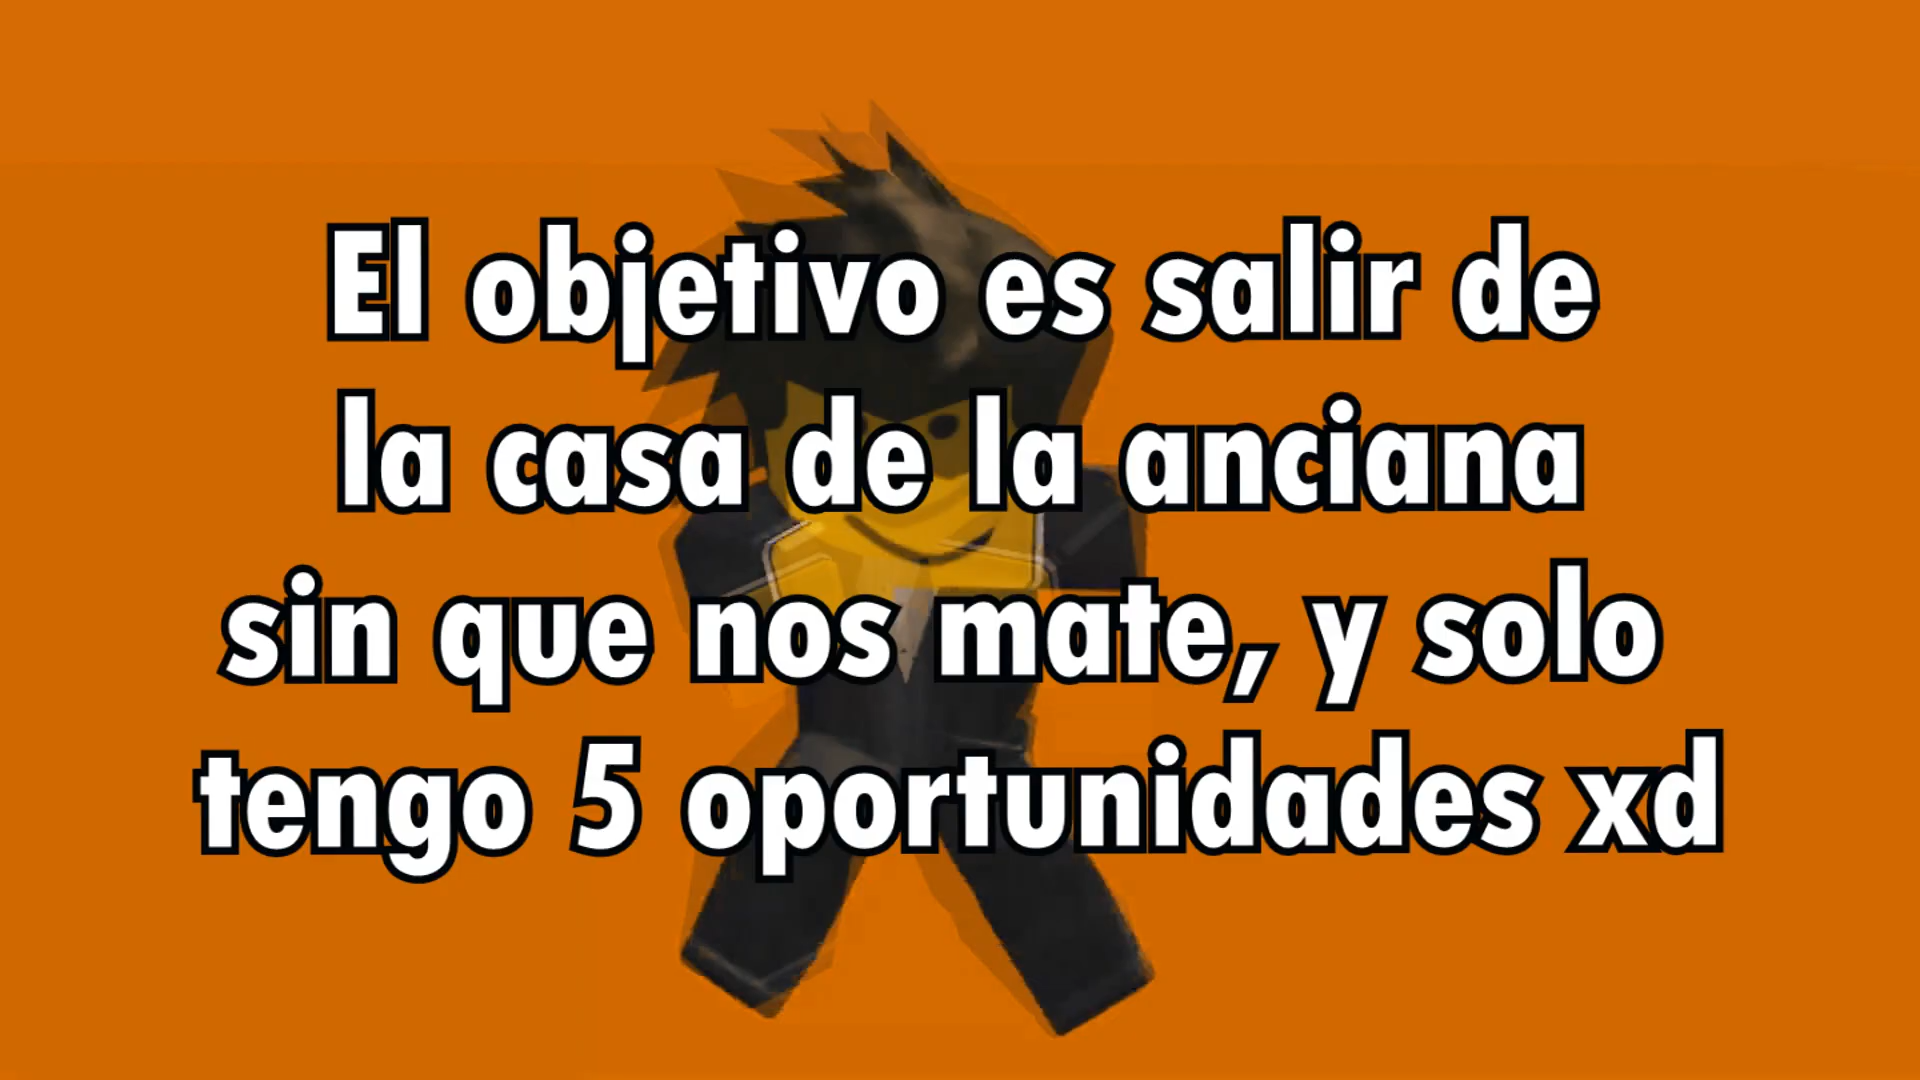 El objetivo es salir de
la casa de la anciana
sin que nos mate, y solo
tengo 5 oportunidades xd